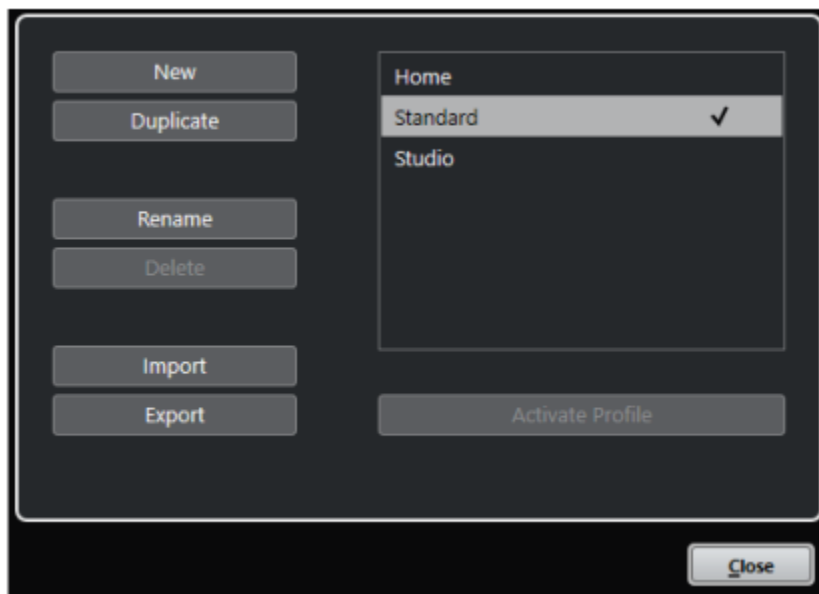 New
Duplicate
Rename
Delete
Import
Export
Home
Standard
Studio
Activate Profile
Close